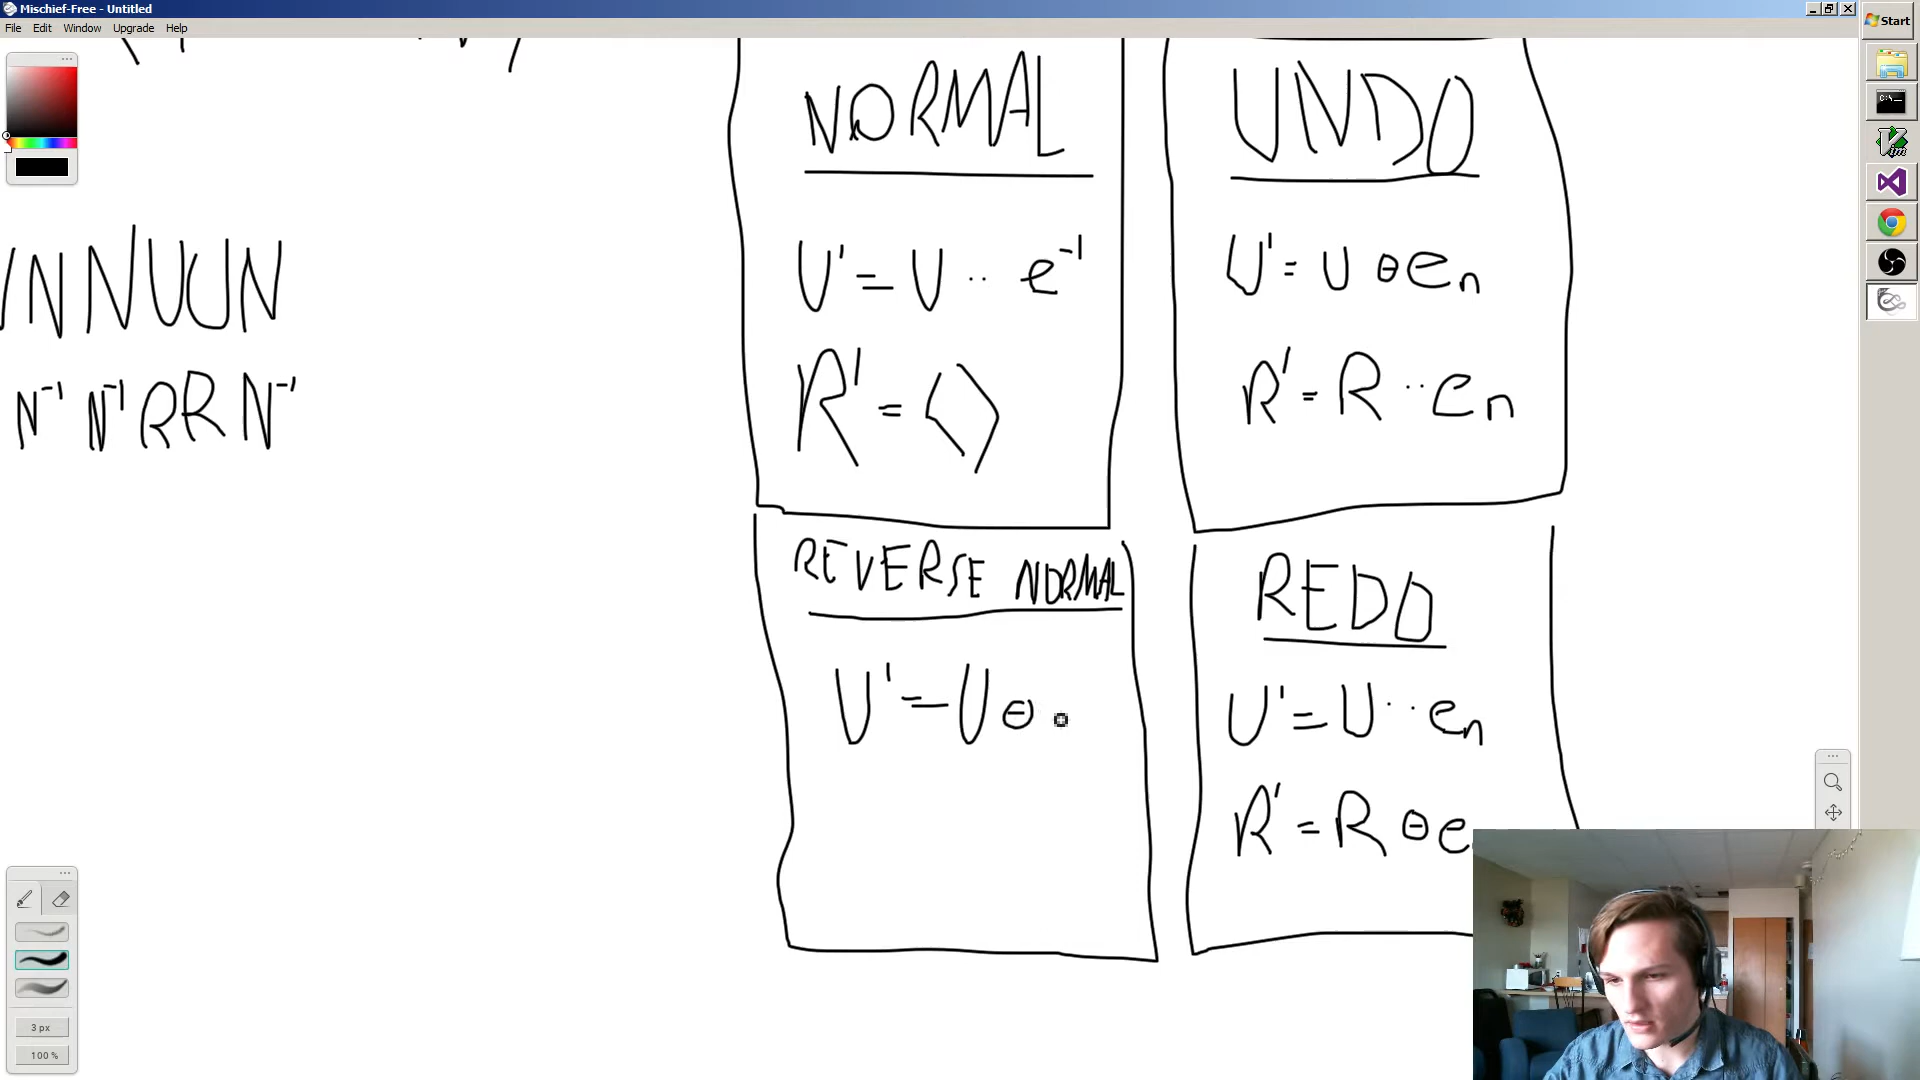 Mischief-Free - Untitled
File Edit Window Upgrade Help
Start
NORMAL
U' = U ·· e⁻¹
R' = ⟨⟩
UNDO
U' = U ⊖ eₙ
R' = R ·· eₙ
NNUUN
N⁻¹ N⁻¹ R R N⁻¹
REVERSE NORMAL
U' = U ⊖
REDO
U' = U ·· eₙ
R' = R ⊖ e
3 px
100 %